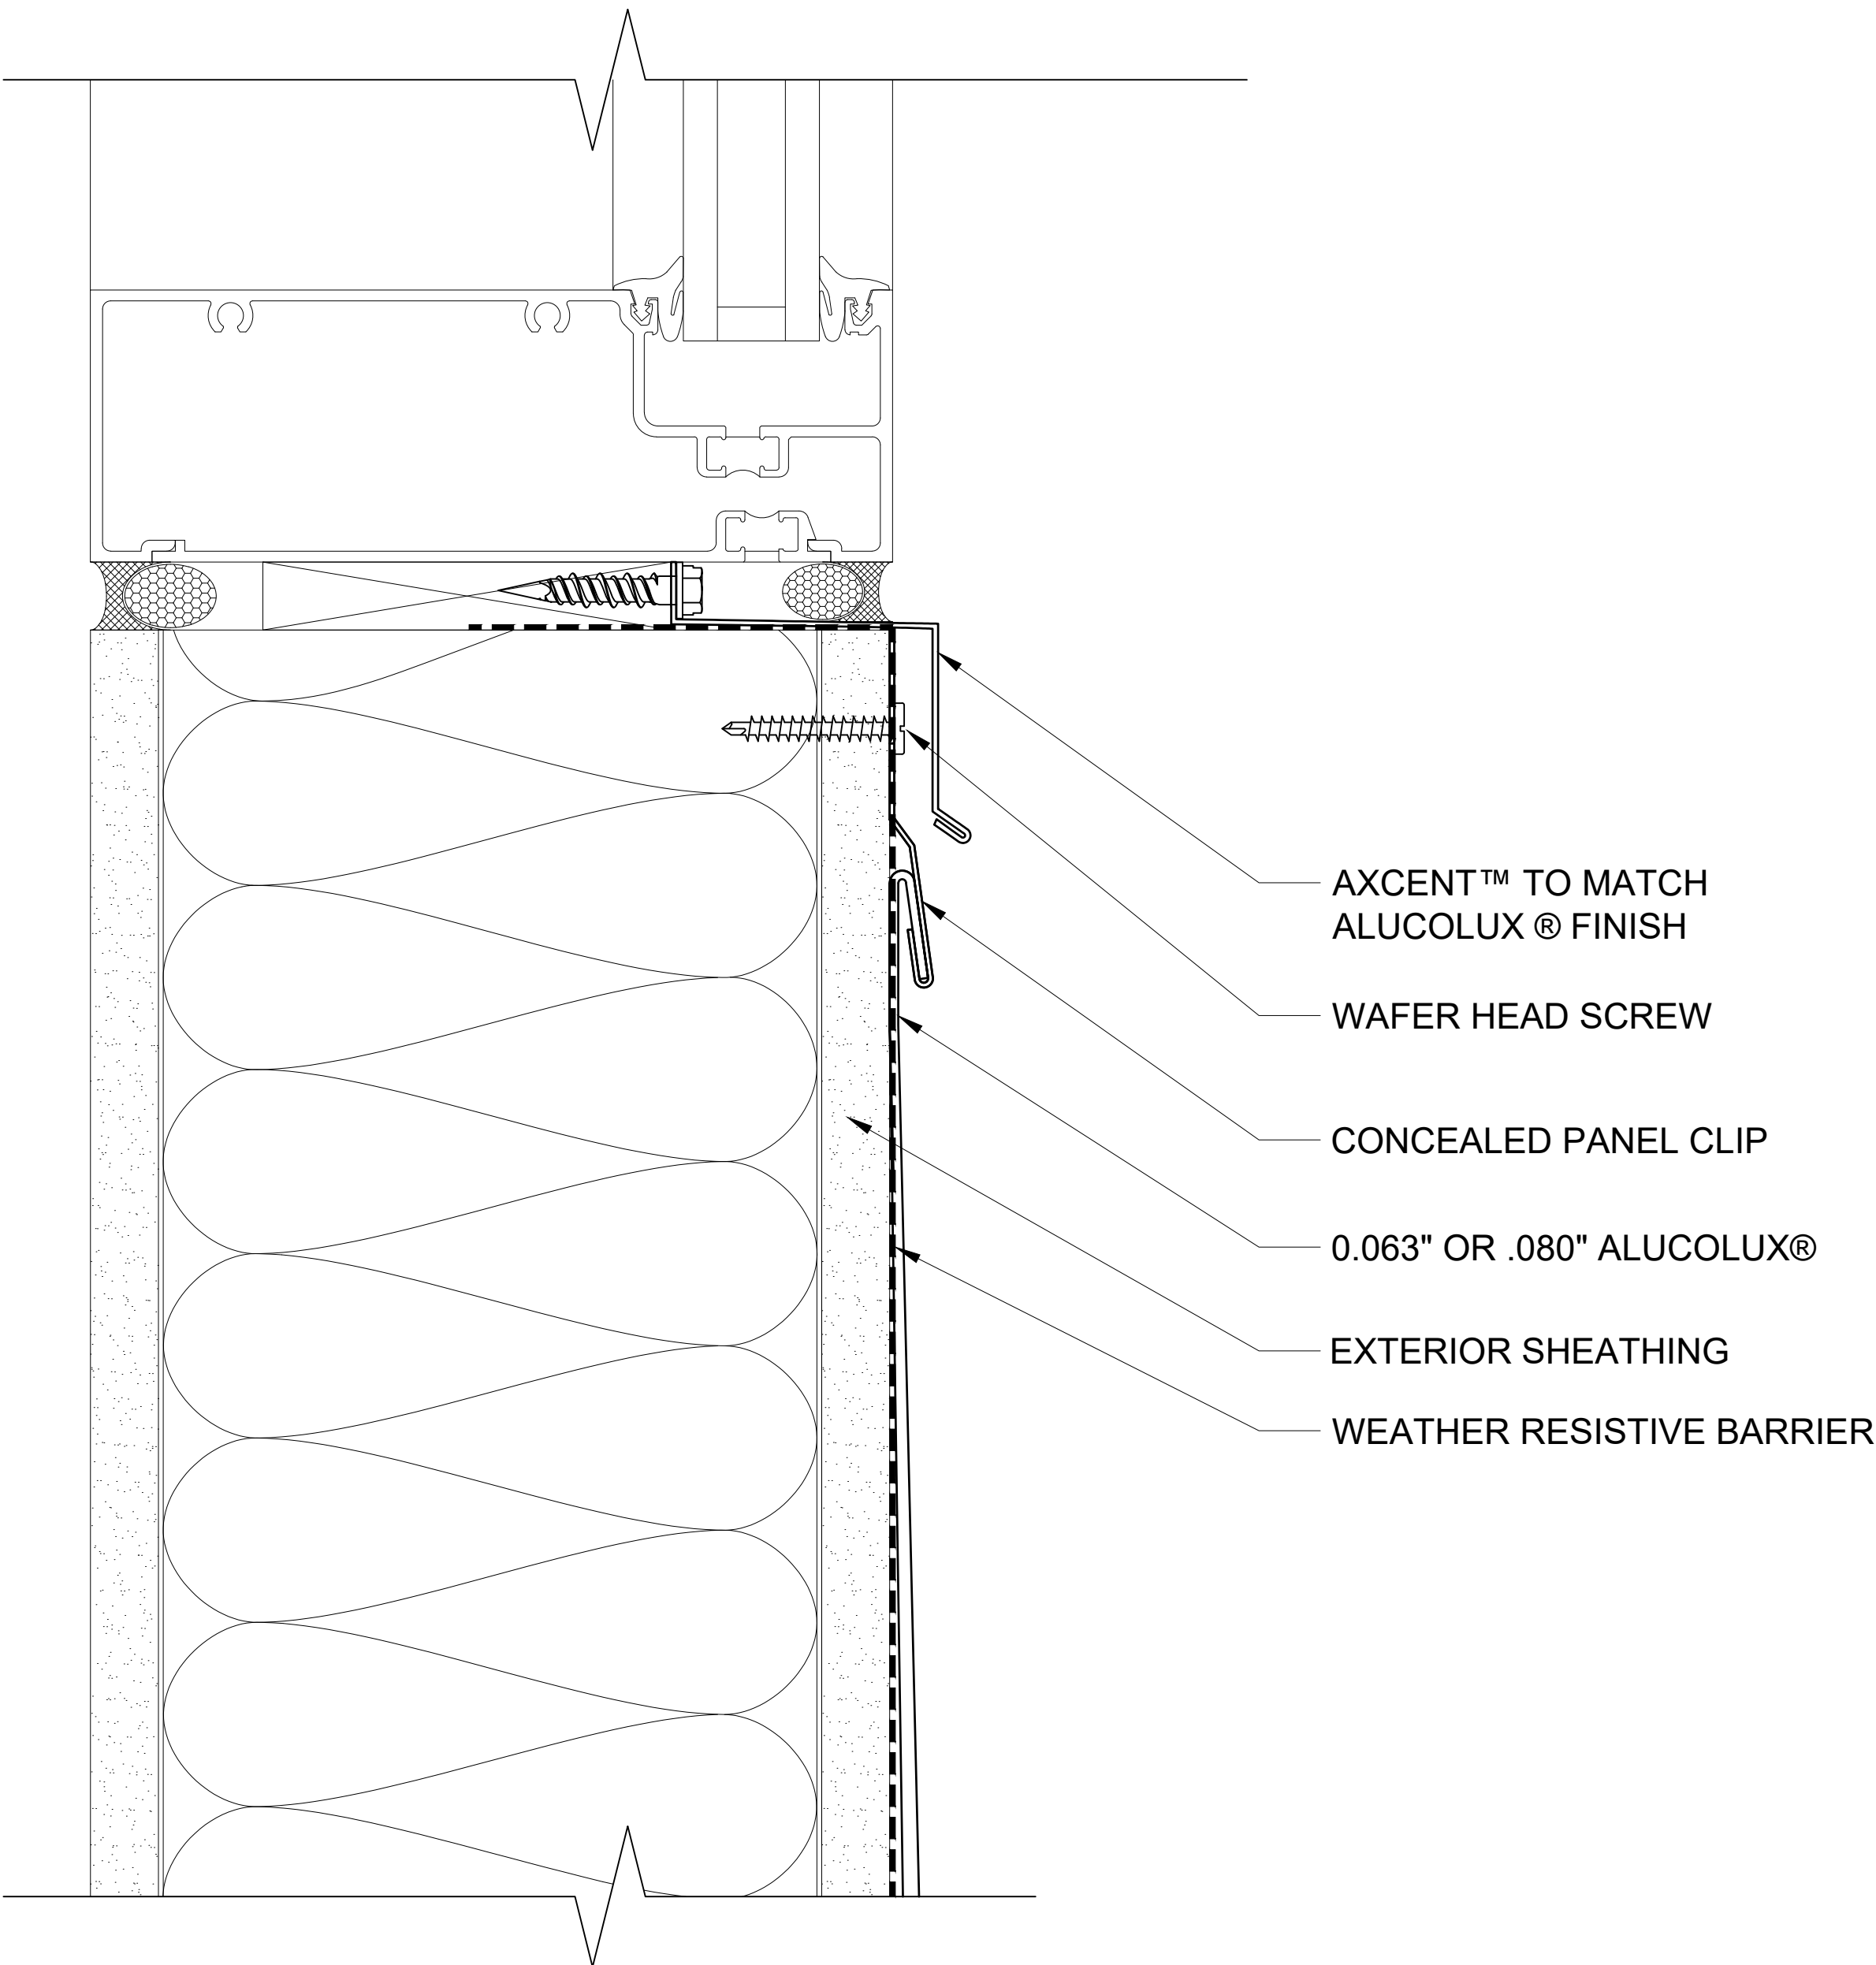 AXCENT™ TO MATCH
ALUCOLUX ® FINISH
WAFER HEAD SCREW
CONCEALED PANEL CLIP
0.063" OR .080" ALUCOLUX®
EXTERIOR SHEATHING
WEATHER RESISTIVE BARRIER